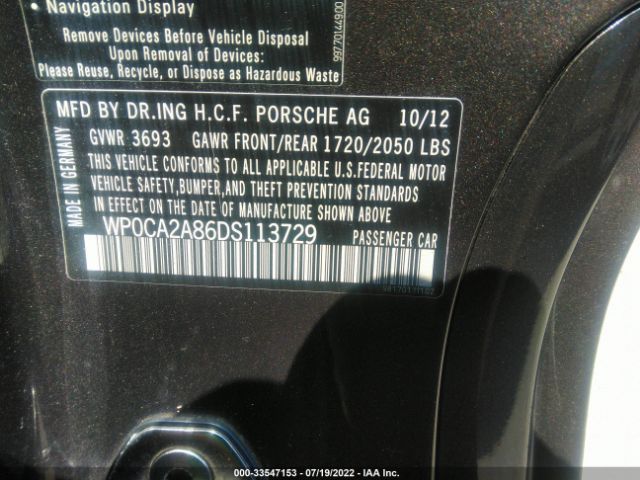 • Navigation Display
Remove Devices Before Vehicle Disposal
Upon Removal of Devices:
Please Reuse, Recycle, or Dispose as Hazardous Waste
99770144900
MFD BY DR.ING H.C.F. PORSCHE AG 10/12
GVWR 3693 GAWR FRONT/REAR 1720/2050 LBS
THIS VEHICLE CONFORMS TO ALL APPLICABLE U.S.FEDERAL MOTOR
VEHICLE SAFETY,BUMPER,AND THEFT PREVENTION STANDARDS
IN EFFECT ON THE DATE OF MANUFACTURE SHOWN ABOVE
WP0CA2A86DS113729 PASSENGER CAR
MADE IN GERMANY
000-33547153 - 07/19/2022 - IAA Inc.